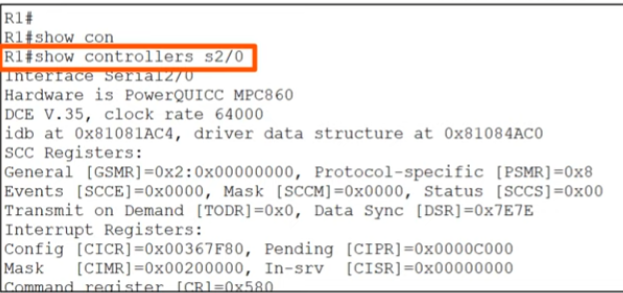 R1#
R1#show con
R1#show controllers s2/0
Interface Serial2/0
Hardware is PowerQUICC MPC860
DCE V.35, clock rate 64000
idb at 0x81081AC4, driver data structure at 0x81084AC0
SCC Registers:
General [GSMR]=0x2:0x00000000, Protocol-specific [PSMR]=0x8
Events [SCCE]=0x0000, Mask [SCCM]=0x0000, Status [SCCS]=0x00
Transmit on Demand [TODR]=0x0, Data Sync [DSR]=0x7E7E
Interrupt Registers:
Config [CICR]=0x00367F80, Pending [CIPR]=0x0000C000
Mask   [CIMR]=0x00200000, In-srv  [CISR]=0x00000000
Command register [CR]=0x580